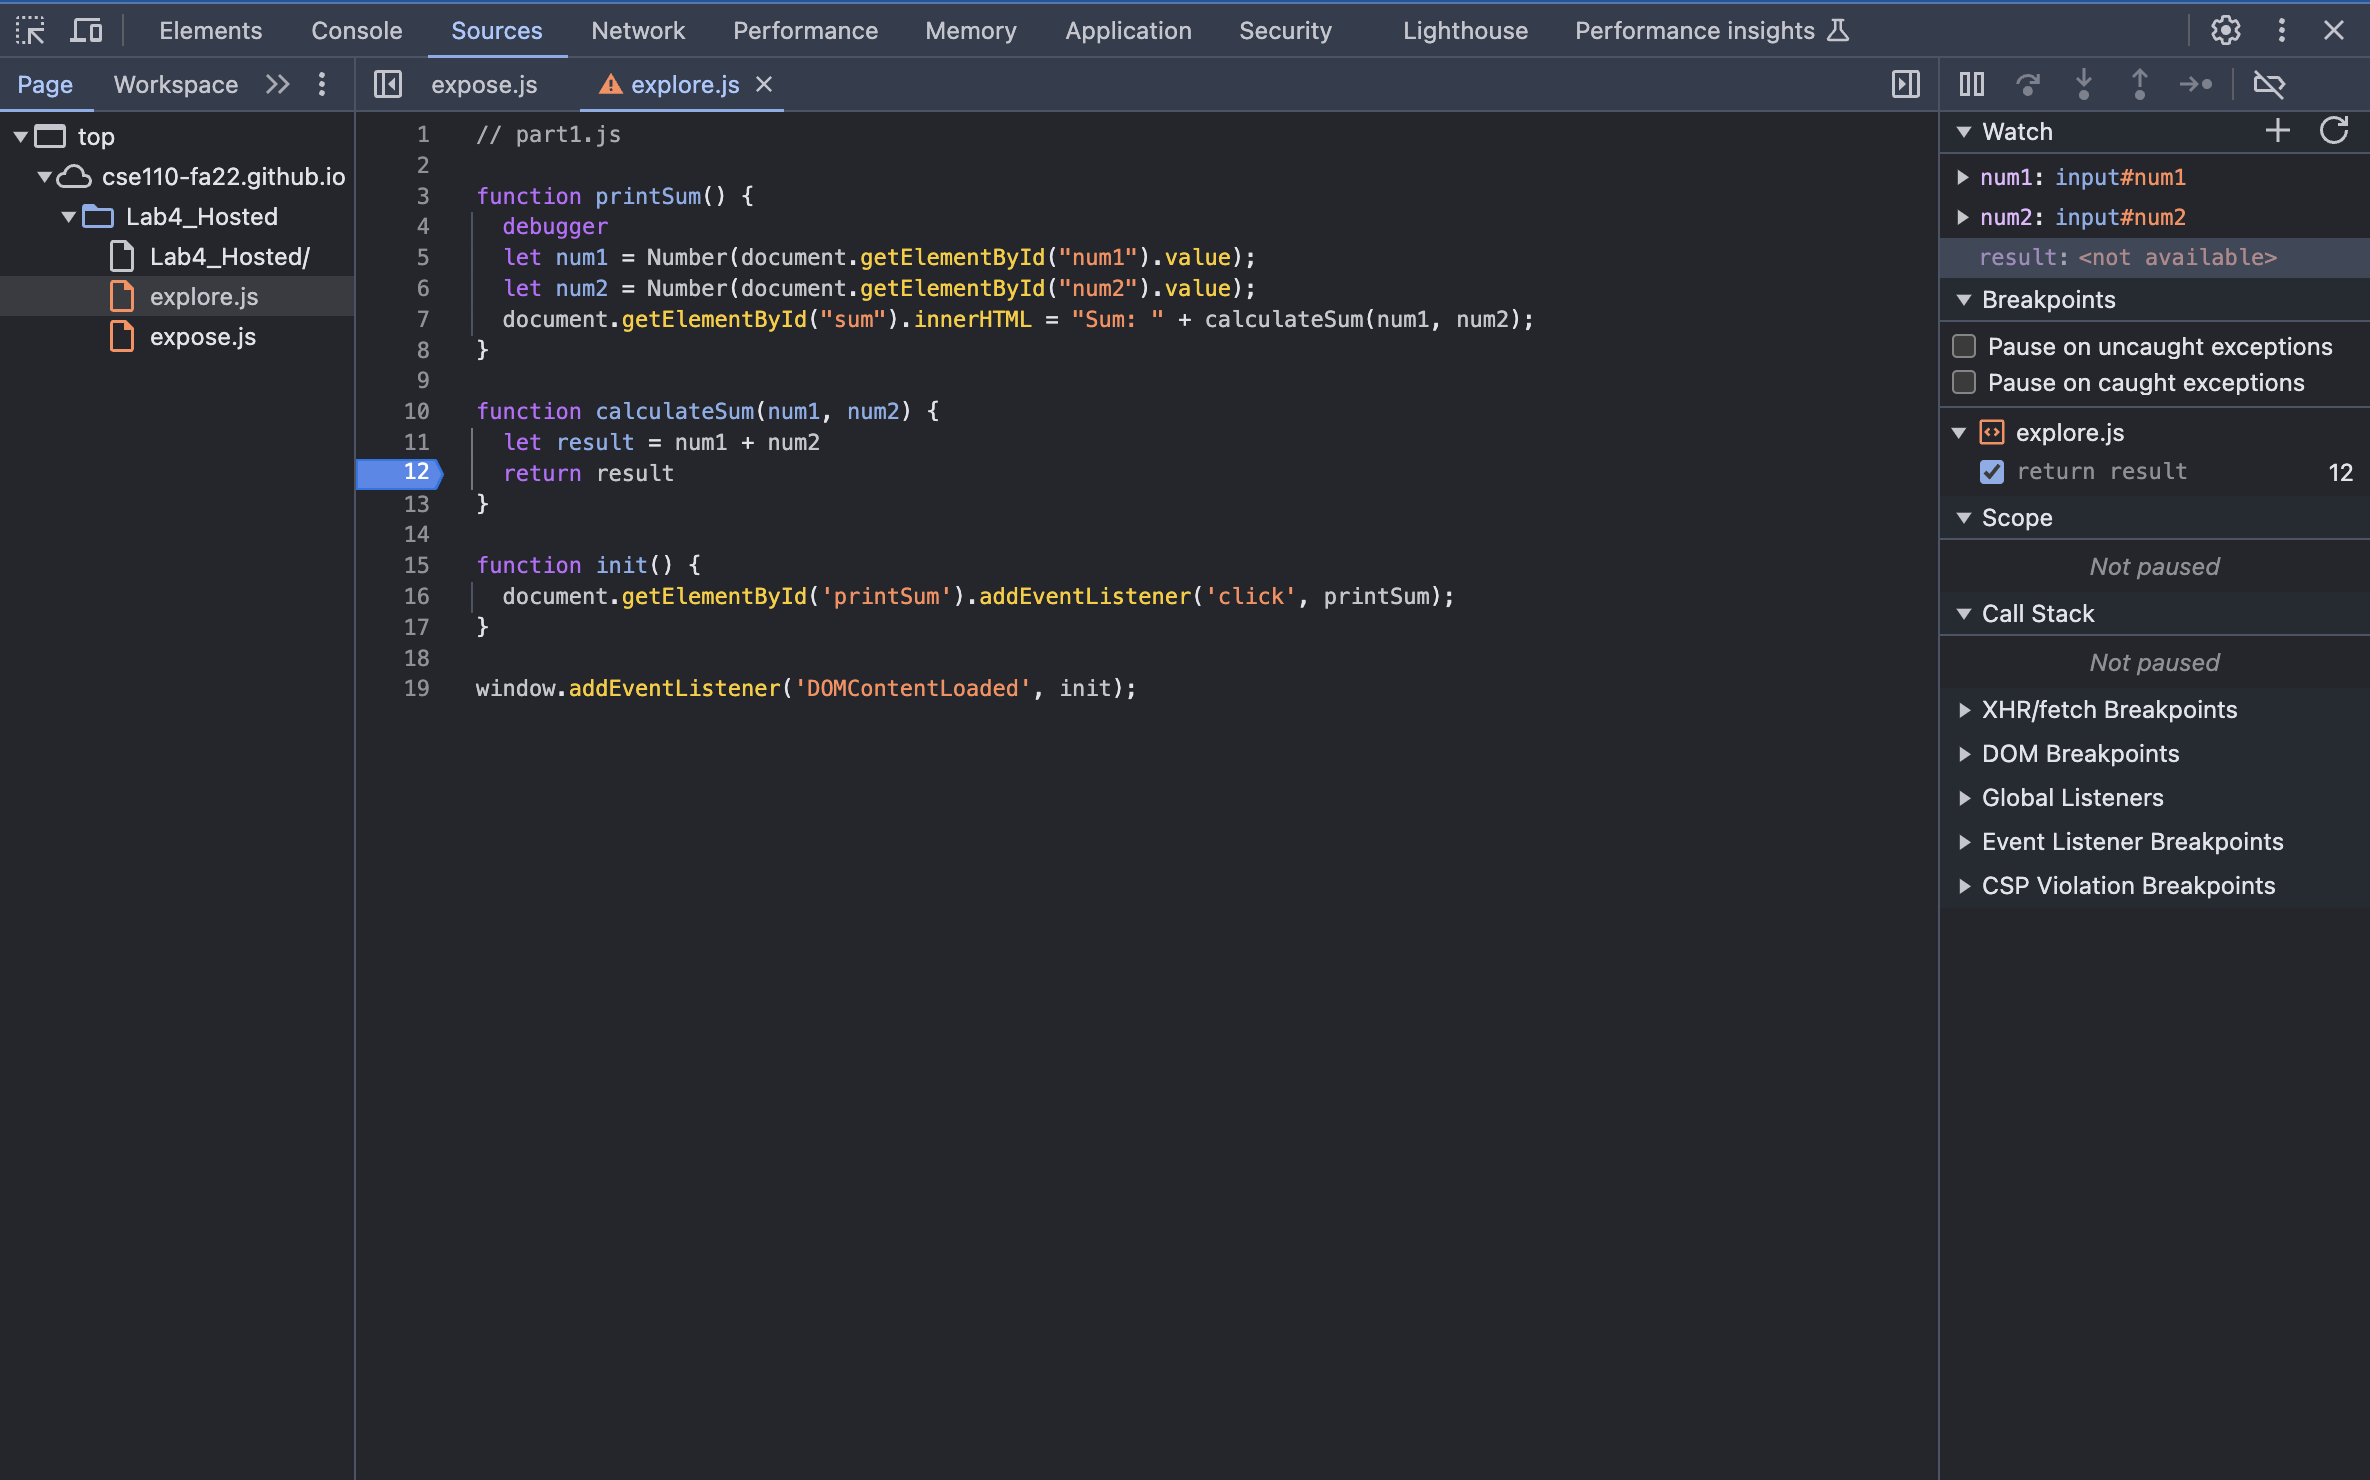 Elements Console Sources Network Performance Memory Application Security Lighthouse Performance insights
Page Workspace
expose.js explore.js
top
cse110-fa22.github.io
Lab4_Hosted
Lab4_Hosted/
explore.js
expose.js
1 // part1.js
2
3 function printSum() {
4 debugger
5 let num1 = Number(document.getElementById("num1").value);
6 let num2 = Number(document.getElementById("num2").value);
7 document.getElementById("sum").innerHTML = "Sum: " + calculateSum(num1, num2);
8 }
9
10 function calculateSum(num1, num2) {
11 let result = num1 + num2
12 return result
13 }
14
15 function init() {
16 document.getElementById('printSum').addEventListener('click', printSum);
17 }
18
19 window.addEventListener('DOMContentLoaded', init);
Watch
num1: input#num1
num2: input#num2
result: <not available>
Breakpoints
Pause on uncaught exceptions
Pause on caught exceptions
explore.js
return result 12
Scope
Not paused
Call Stack
Not paused
XHR/fetch Breakpoints
DOM Breakpoints
Global Listeners
Event Listener Breakpoints
CSP Violation Breakpoints